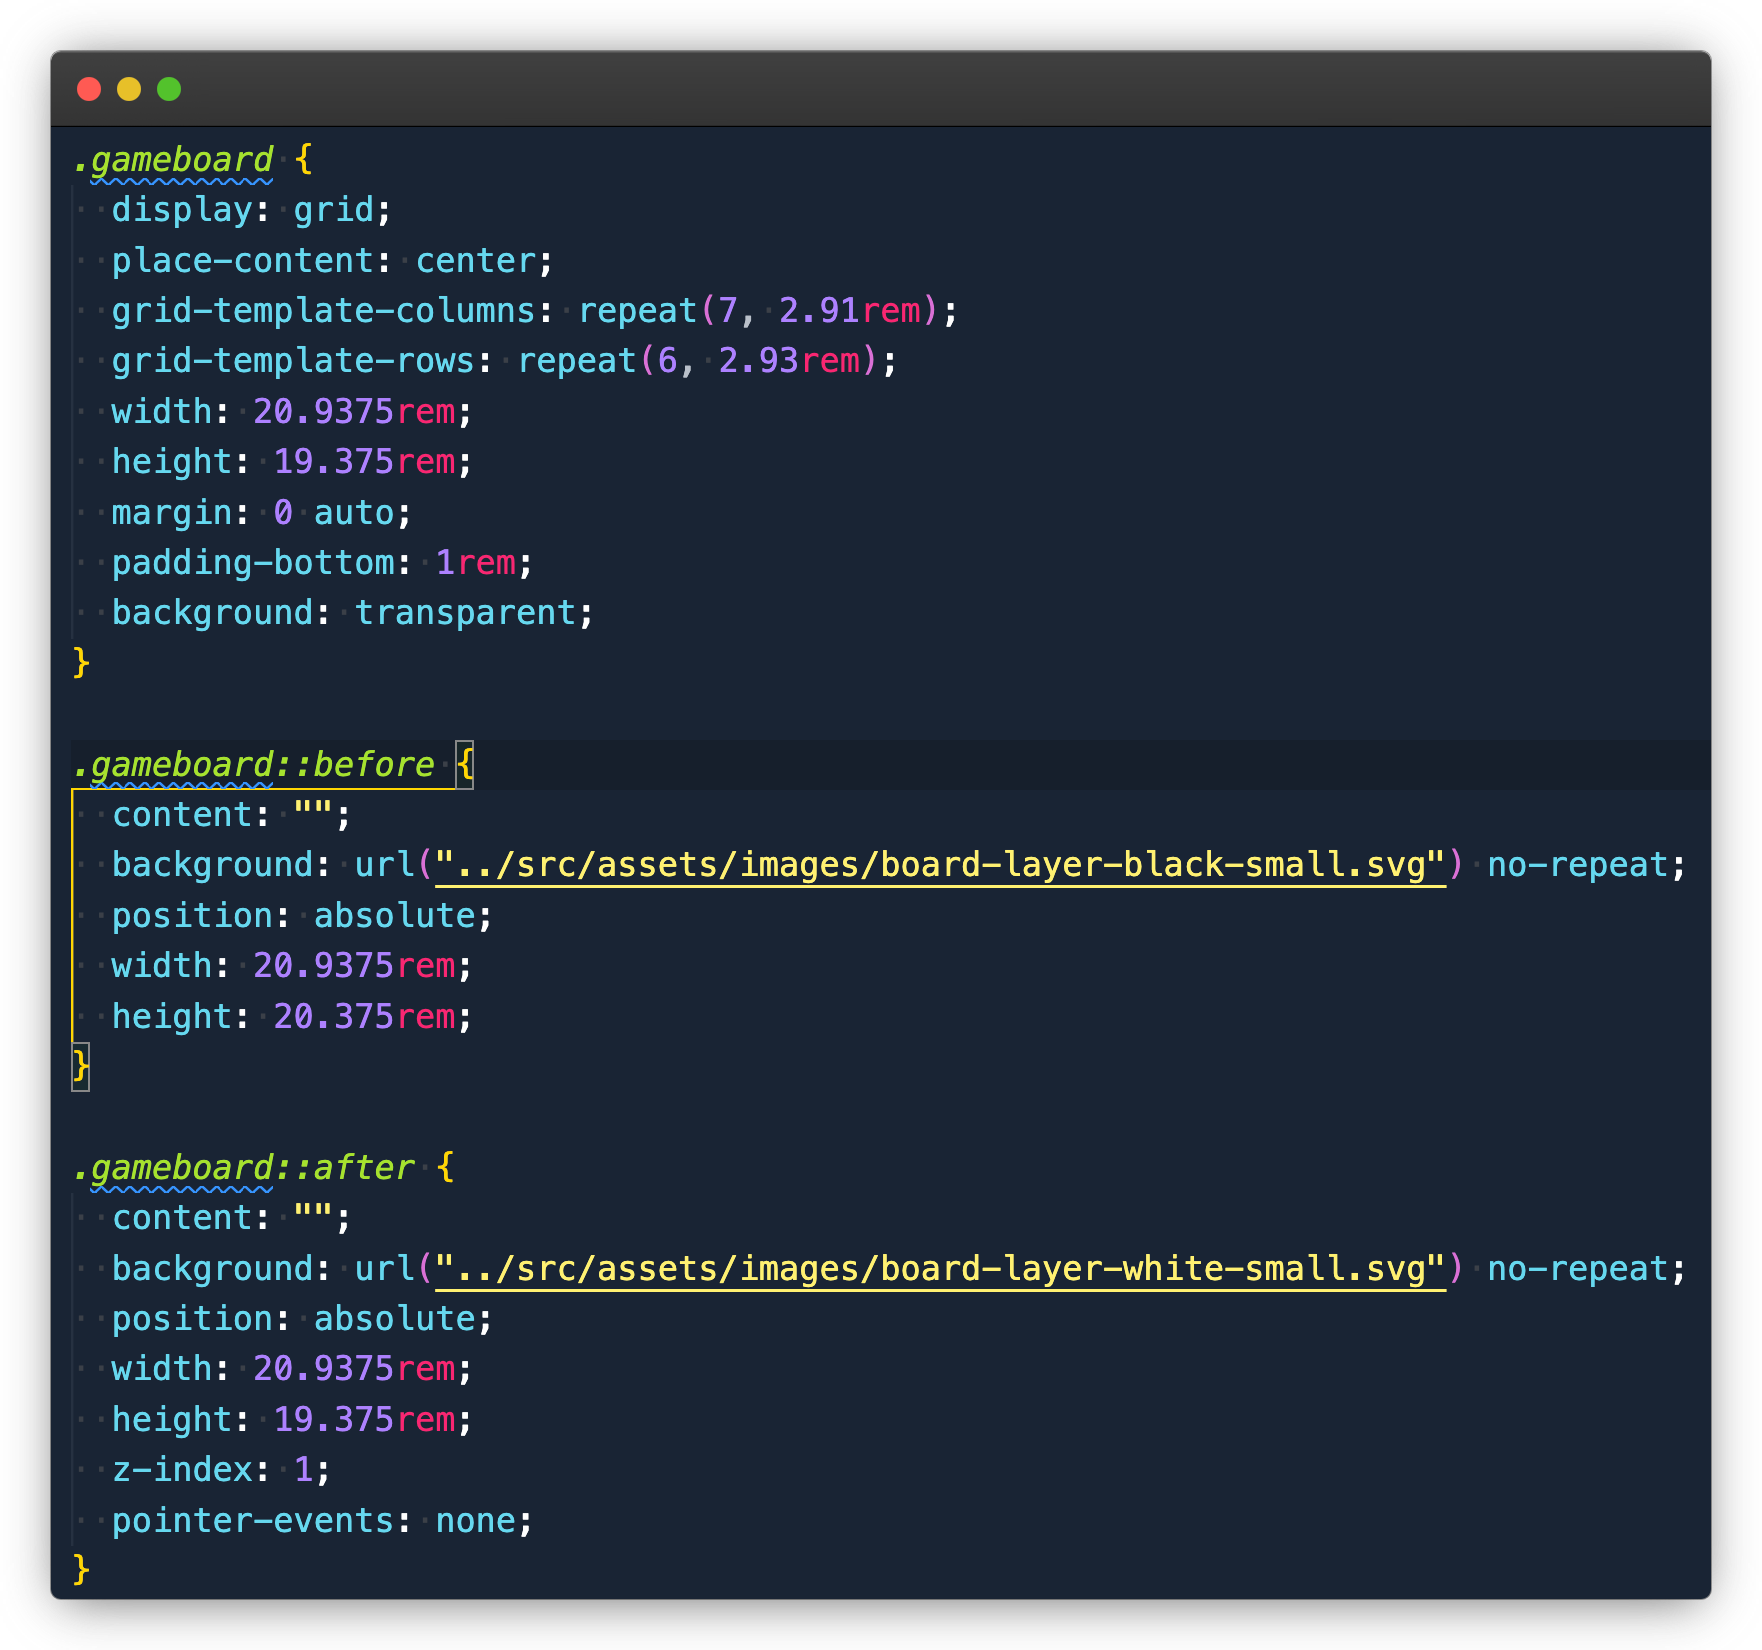 .gameboard {
  display: grid;
  place-content: center;
  grid-template-columns: repeat(7, 2.91rem);
  grid-template-rows: repeat(6, 2.93rem);
  width: 20.9375rem;
  height: 19.375rem;
  margin: 0 auto;
  padding-bottom: 1rem;
  background: transparent;
}

.gameboard::before {
  content: "";
  background: url("../src/assets/images/board-layer-black-small.svg") no-repeat;
  position: absolute;
  width: 20.9375rem;
  height: 20.375rem;
}

.gameboard::after {
  content: "";
  background: url("../src/assets/images/board-layer-white-small.svg") no-repeat;
  position: absolute;
  width: 20.9375rem;
  height: 19.375rem;
  z-index: 1;
  pointer-events: none;
}